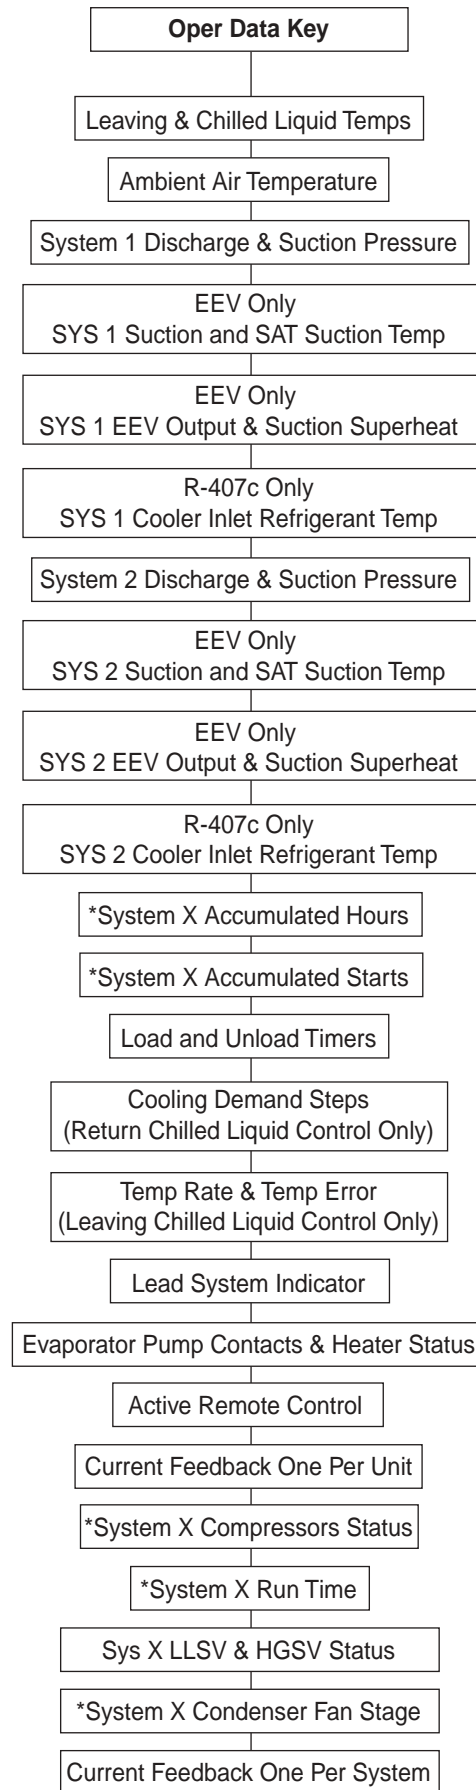 Oper Data Key
Leaving & Chilled Liquid Temps
Ambient Air Temperature
System 1 Discharge & Suction Pressure
EEV Only
SYS 1 Suction and SAT Suction Temp
EEV Only
SYS 1 EEV Output & Suction Superheat
R-407c Only
SYS 1 Cooler Inlet Refrigerant Temp
System 2 Discharge & Suction Pressure
EEV Only
SYS 2 Suction and SAT Suction Temp
EEV Only
SYS 2 EEV Output & Suction Superheat
R-407c Only
SYS 2 Cooler Inlet Refrigerant Temp
*System X Accumulated Hours
*System X Accumulated Starts
Load and Unload Timers
Cooling Demand Steps
(Return Chilled Liquid Control Only)
Temp Rate & Temp Error
(Leaving Chilled Liquid Control Only)
Lead System Indicator
Evaporator Pump Contacts & Heater Status
Active Remote Control
Current Feedback One Per Unit
*System X Compressors Status
*System X Run Time
Sys X LLSV & HGSV Status
*System X Condenser Fan Stage
Current Feedback One Per System